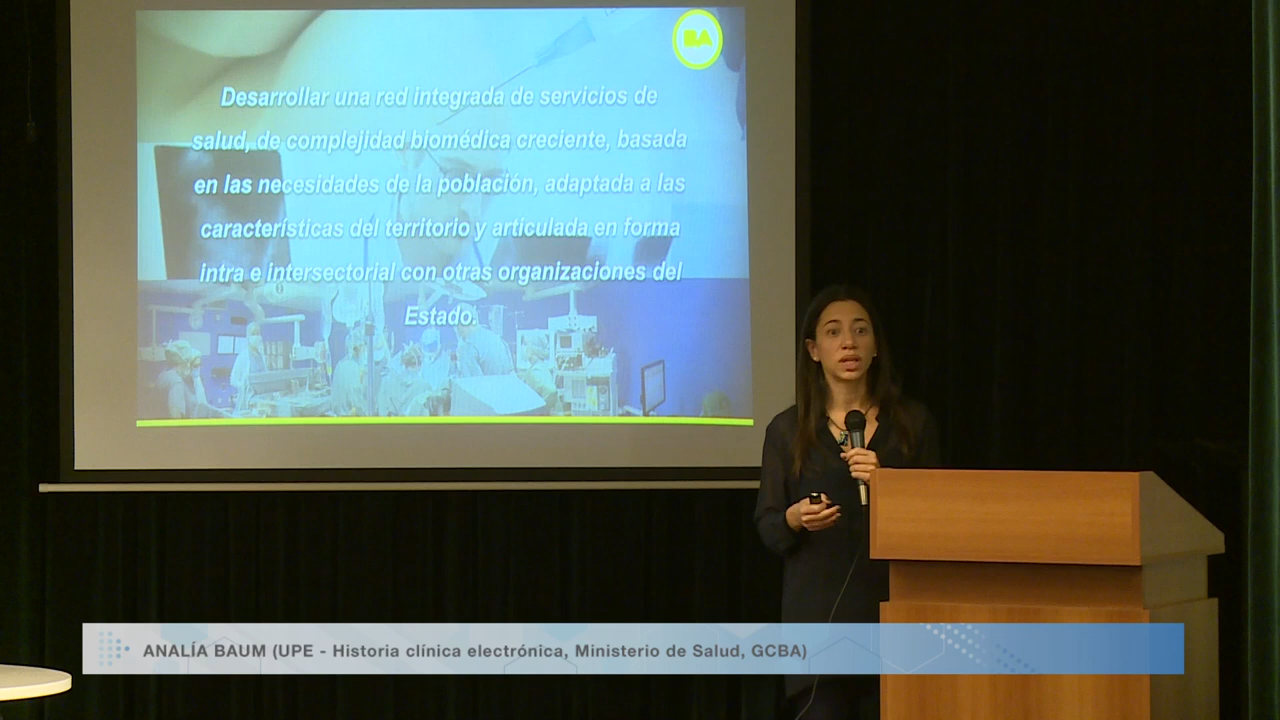 BA
Desarrollar una red integrada de servicios de
salud, de complejidad biomédica creciente, basada
en las necesidades de la población, adaptada a las
características del territorio y articulada en forma
intra e intersectorial con otras organizaciones del
Estado.
ANALÍA BAUM (UPE - Historia clínica electrónica, Ministerio de Salud, GCBA)